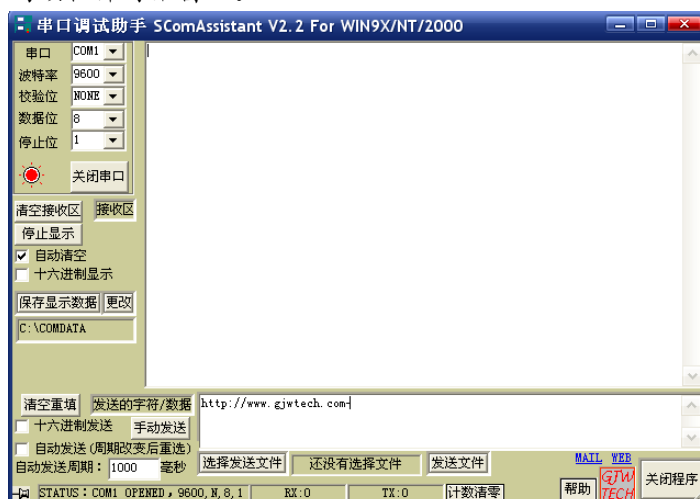 串口调试助手 SComAssistant V2.2 For WIN9X/NT/2000
串口 COM1
波特率 9600
校验位 NONE
数据位 8
停止位 1
关闭串口
清空接收区 接收区
停止显示
自动清空
十六进制显示
保存显示数据 更改
C:\COMDATA
清空重填 发送的字符/数据 http://www.gjwtech.com
十六进制发送 手动发送
自动发送(周期改变后重选)
自动发送周期: 1000 毫秒 选择发送文件 还没有选择文件 发送文件 MAIL WEB
STATUS:COM1 OPENED,9600,N,8,1 RX:0 TX:0 计数清零 帮助 GJW TECH 关闭程序